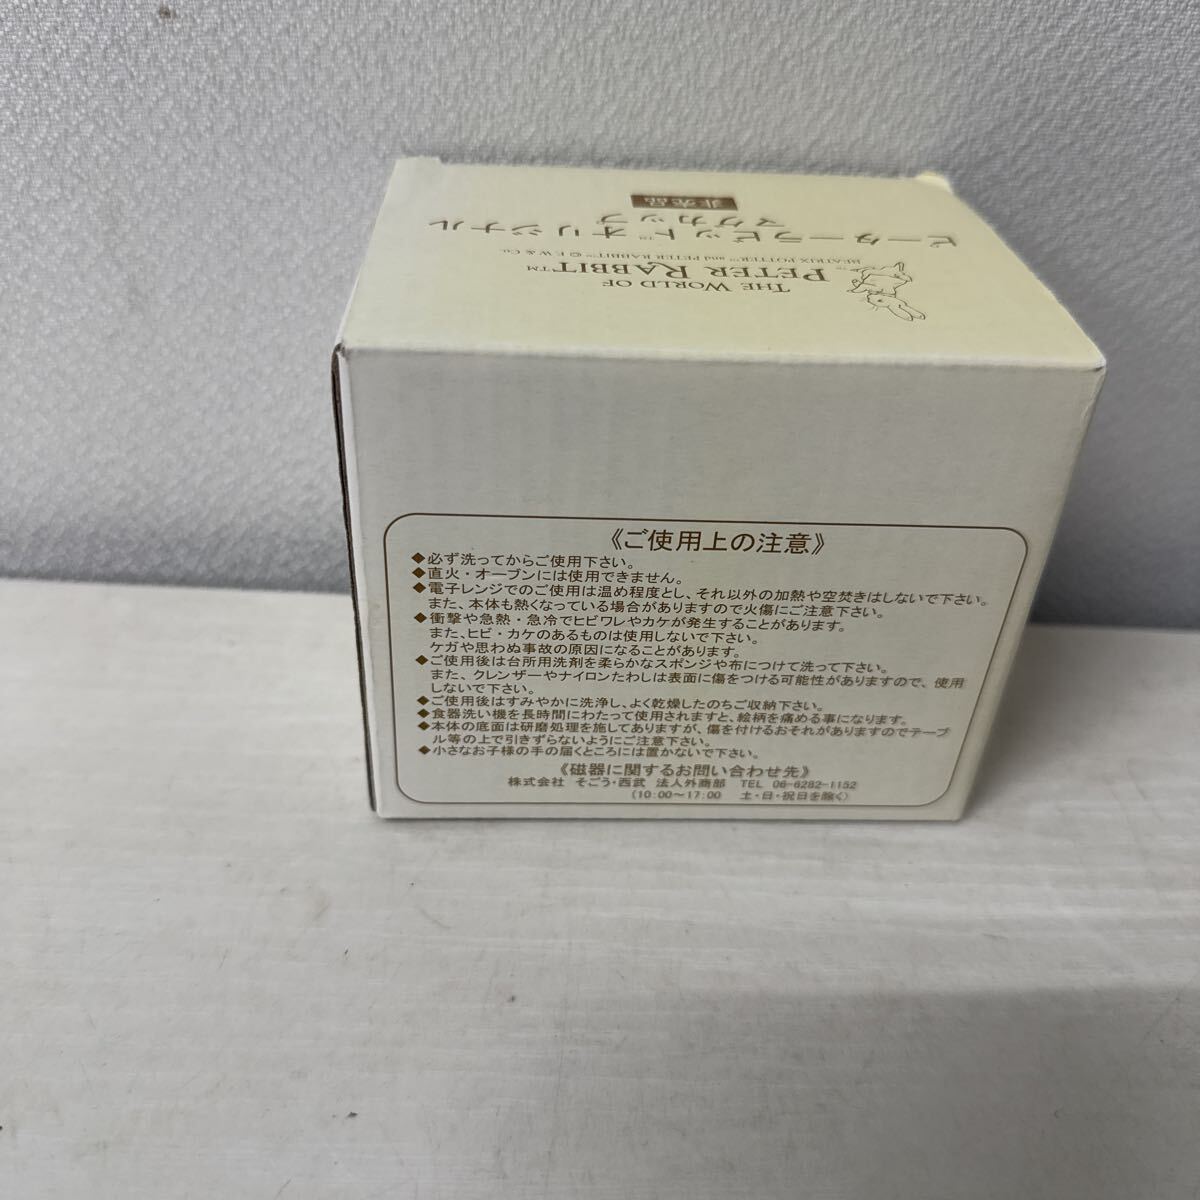 THE WORLD OF
PETER RABBIT™
BEATRIX POTTER™ and PETER RABBIT™ © F.W.& Co.
ピーターラビット™オリジナル
マグカップ
非売品
《ご使用上の注意》
◆必ず洗ってからご使用下さい。
◆直火・オーブンには使用できません。
◆電子レンジでのご使用は温め程度とし、それ以外の加熱や空焚きはしないで下さい。
また、本体も熱くなっている場合がありますので火傷にご注意下さい。
◆衝撃や急熱・急冷でヒビワレやカケが発生することがあります。
また、ヒビ・カケのあるものは使用しないで下さい。
ケガや思わぬ事故の原因になることがあります。
◆ご使用後は台所用洗剤を柔らかなスポンジや布につけて洗って下さい。
また、クレンザーやナイロンたわしは表面に傷をつける可能性がありますので、使用
しないで下さい。
◆ご使用後はすみやかに洗浄し、よく乾燥したのちご収納下さい。
◆食器洗い機を長時間にわたって使用されますと、絵柄を痛める事になります。
◆本体の底面は研磨処理を施してありますが、傷を付けるおそれがありますのでテーブ
ル等の上で引きずらないようにご注意下さい。
◆小さなお子様の手の届くところには置かないで下さい。
《磁器に関するお問い合わせ先》
株式会社 そごう・西武 法人外商部 TEL 06-6282-1152
(10:00～17:00 土・日・祝日を除く)